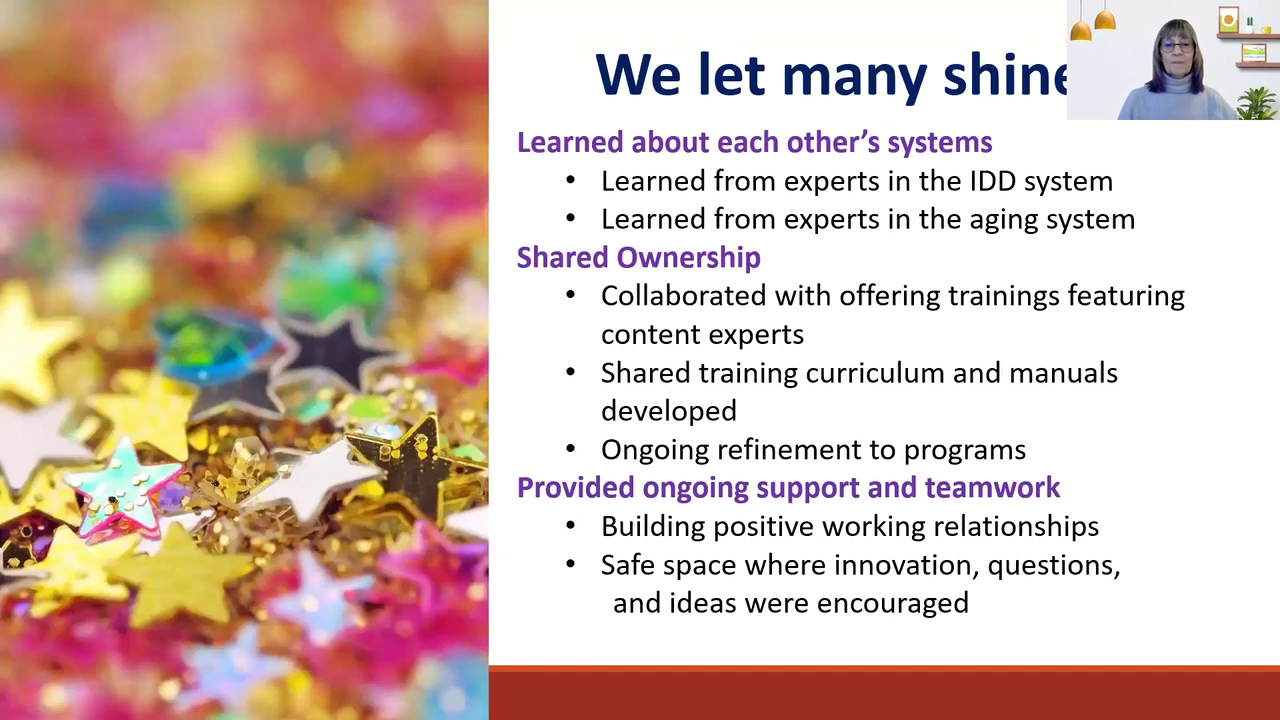 We let many shine
Learned about each other's systems
• Learned from experts in the IDD system
• Learned from experts in the aging system
Shared Ownership
• Collaborated with offering trainings featuring
content experts
• Shared training curriculum and manuals
developed
• Ongoing refinement to programs
Provided ongoing support and teamwork
• Building positive working relationships
• Safe space where innovation, questions,
and ideas were encouraged